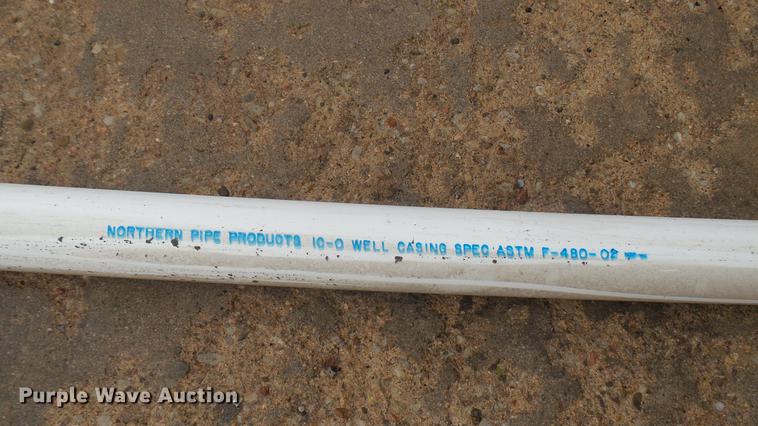 NORTHERN PIPE PRODUCTS 10-0 WELL CASING SPEC ASTM F-480-02
Purple Wave Auction